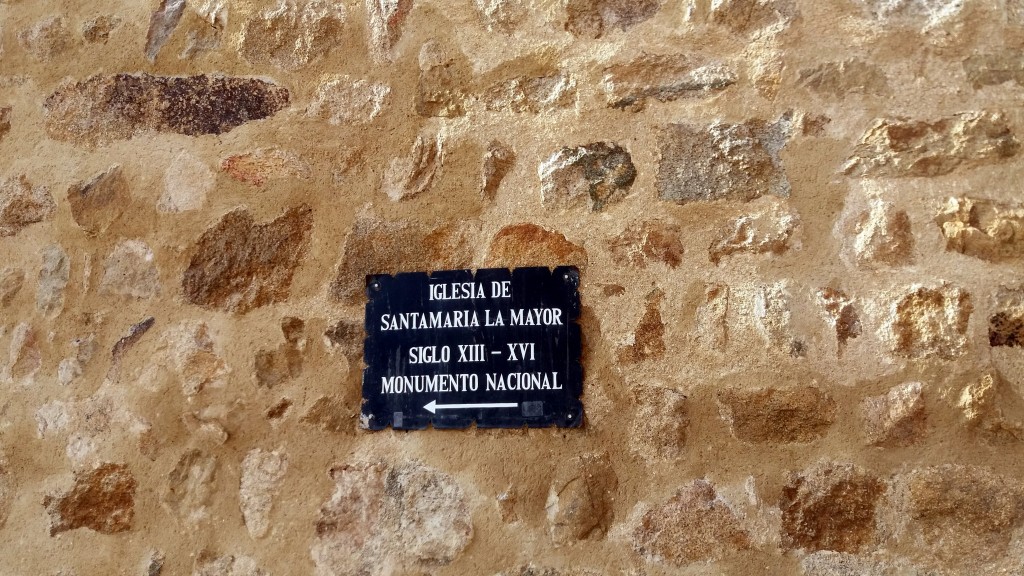 IGLESIA DE
SANTAMARIA LA MAYOR
SIGLO XIII - XVI
MONUMENTO NACIONAL